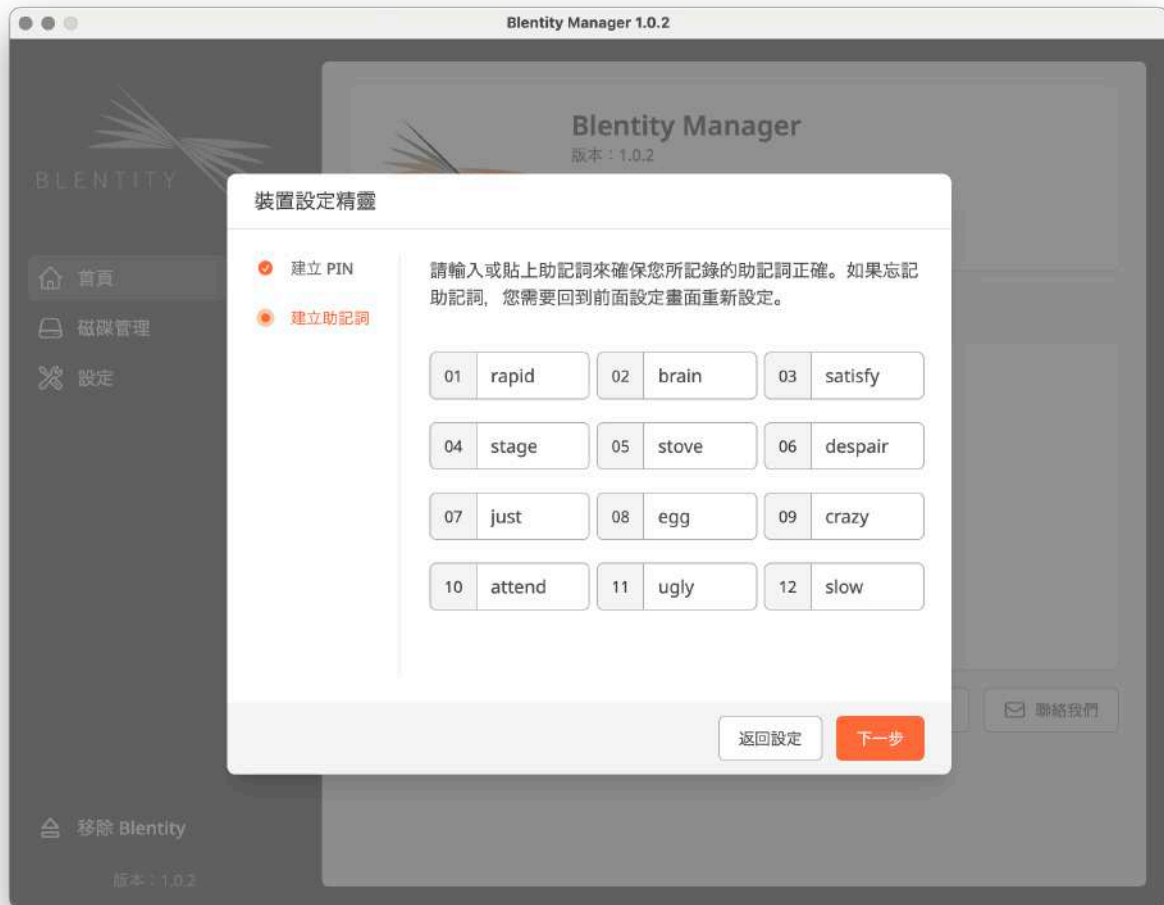 Blentity Manager 1.0.2
BLENTITY
首頁
磁碟管理
設定
移除 Blentity
版本：1.0.2
Blentity Manager
版本：1.0.2
裝置設定精靈
建立 PIN
建立助記詞
請輸入或貼上助記詞來確保您所記錄的助記詞正確。如果忘記
助記詞，您需要回到前面設定畫面重新設定。
01 rapid 02 brain 03 satisfy
04 stage 05 stove 06 despair
07 just 08 egg 09 crazy
10 attend 11 ugly 12 slow
返回設定 下一步
聯絡我們